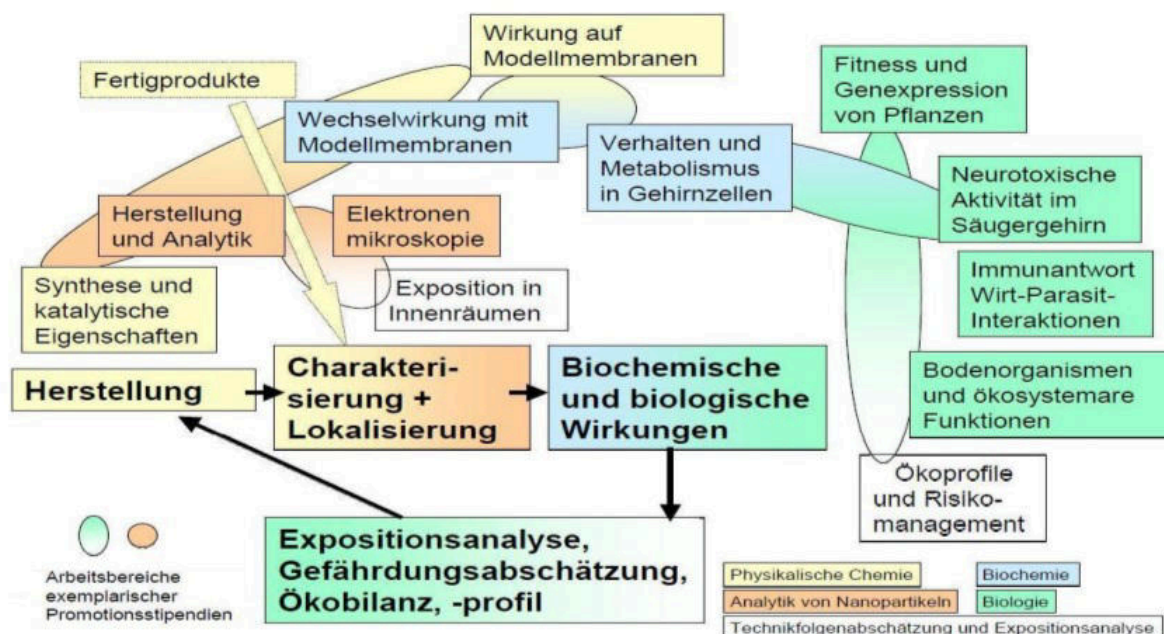 Wirkung auf
Modellmembranen
Fertigprodukte
Fitness und
Genexpression
von Pflanzen
Wechselwirkung mit
Modellmembranen
Verhalten und
Metabolismus
in Gehirnzellen
Neurotoxische
Aktivität im
Säugergehirn
Herstellung
und Analytik
Elektronen
mikroskopie
Synthese und
katalytische
Eigenschaften
Exposition in
Innenräumen
Immunantwort
Wirt-Parasit-
Interaktionen
Herstellung
Charakteri-
sierung +
Lokalisierung
Biochemische
und biologische
Wirkungen
Bodenorganismen
und ökosystemare
Funktionen
Ökoprofile
und Risiko-
management
Expositionsanalyse,
Gefährdungsabschätzung,
Ökobilanz, -profil
Arbeitsbereiche
exemplarischer
Promotionsstipendien
Physikalische Chemie
Biochemie
Analytik von Nanopartikeln
Biologie
Technikfolgenabschätzung und Expositionsanalyse